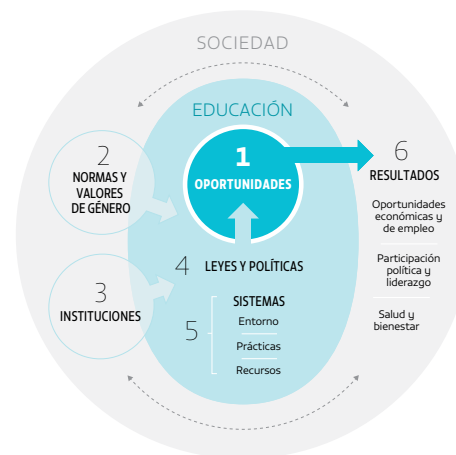 SOCIEDAD
EDUCACIÓN
1
OPORTUNIDADES
2
NORMAS Y
VALORES
DE GÉNERO
3
INSTITUCIONES
4 LEYES Y POLÍTICAS
5
SISTEMAS
Entorno
Prácticas
Recursos
6
RESULTADOS
Oportunidades
económicas y
de empleo
Participación
política y
liderazgo
Salud y
bienestar